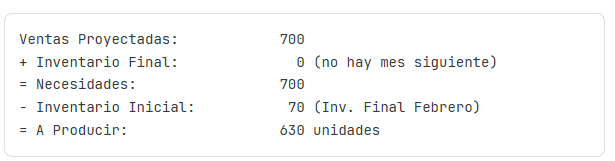 Ventas Proyectadas: 700
+ Inventario Final: 0 (no hay mes siguiente)
= Necesidades: 700
- Inventario Inicial: 70 (Inv. Final Febrero)
= A Producir: 630 unidades